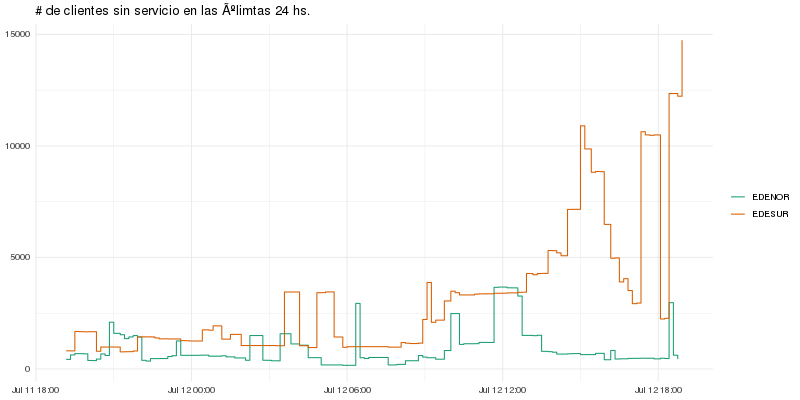 # de clientes sin servicio en las Ãºlimtas 24 hs.
15000
10000
5000
0
Jul 11 18:00
Jul 12 00:00
Jul 12 06:00
Jul 12 12:00
Jul 12 18:00
EDENOR
EDESUR